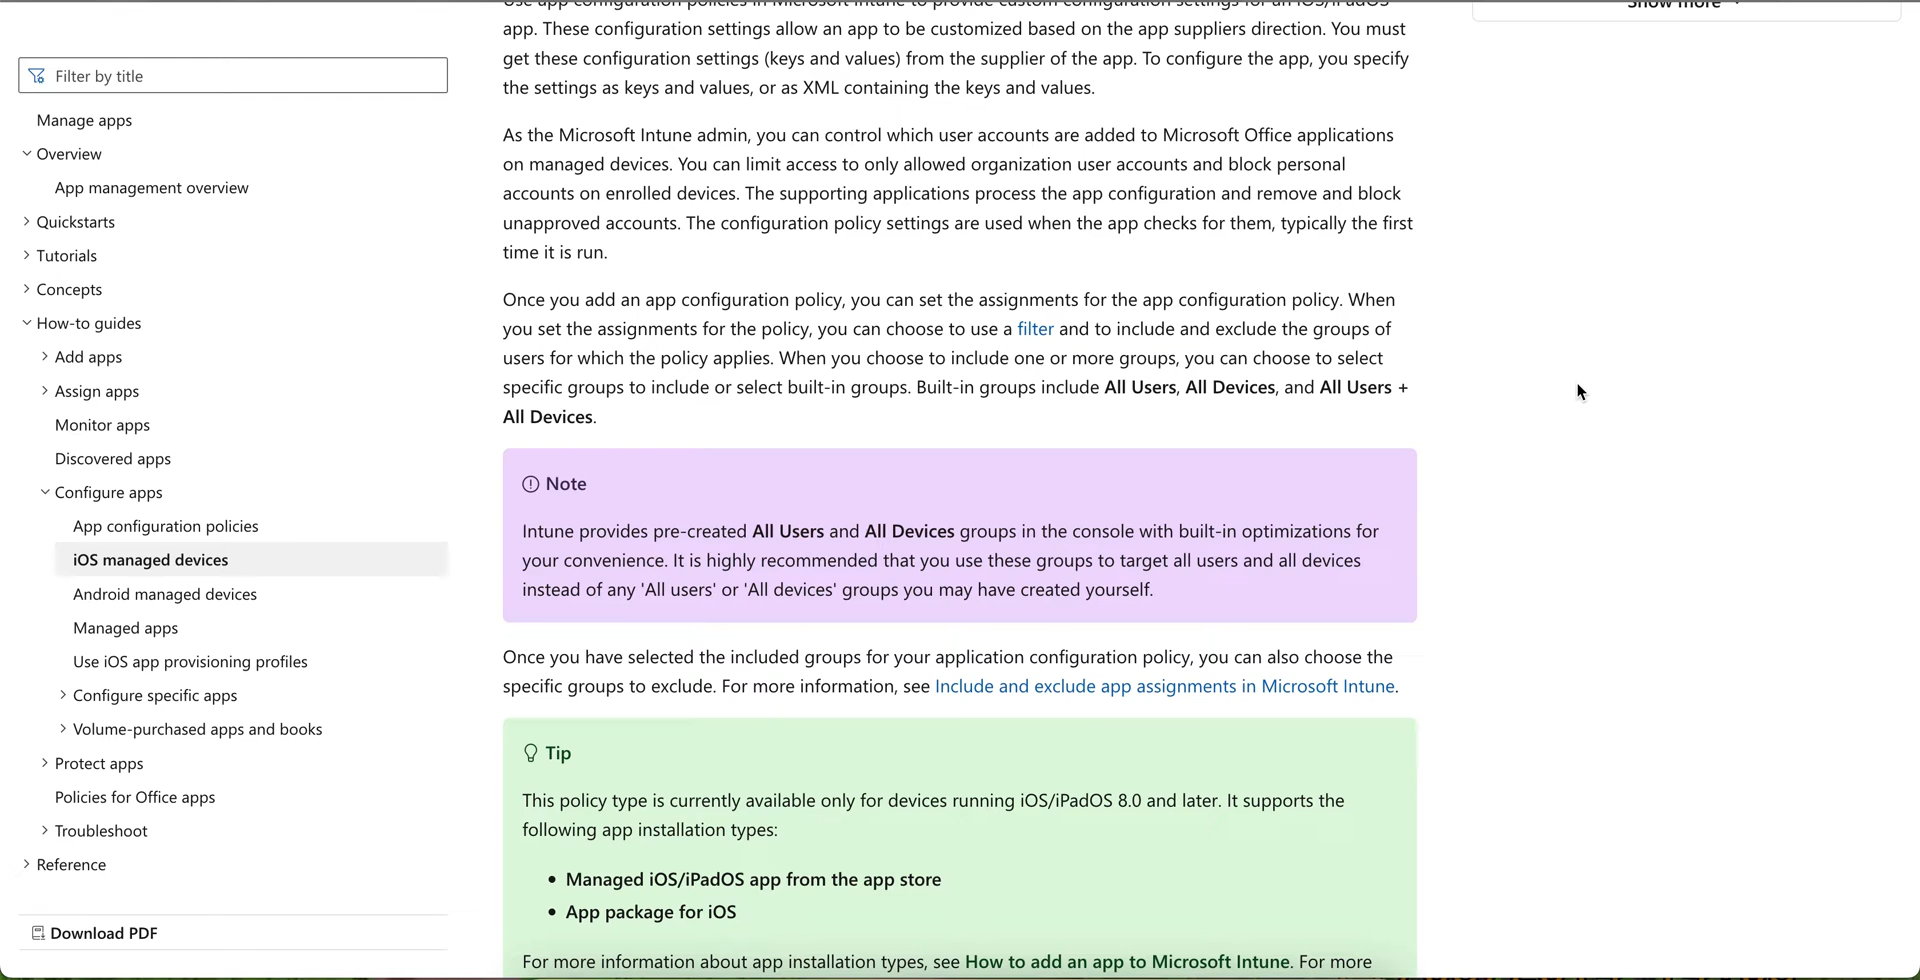 Show more
Filter by title
Manage apps
Overview
App management overview
Quickstarts
Tutorials
Concepts
How-to guides
Add apps
Assign apps
Monitor apps
Discovered apps
Configure apps
App configuration policies
iOS managed devices
Android managed devices
Managed apps
Use iOS app provisioning profiles
Configure specific apps
Volume-purchased apps and books
Protect apps
Policies for Office apps
Troubleshoot
Reference
Download PDF
Use app configuration policies in Microsoft Intune to provide custom configuration settings for an iOS/iPadOS
app. These configuration settings allow an app to be customized based on the app suppliers direction. You must
get these configuration settings (keys and values) from the supplier of the app. To configure the app, you specify
the settings as keys and values, or as XML containing the keys and values.
As the Microsoft Intune admin, you can control which user accounts are added to Microsoft Office applications
on managed devices. You can limit access to only allowed organization user accounts and block personal
accounts on enrolled devices. The supporting applications process the app configuration and remove and block
unapproved accounts. The configuration policy settings are used when the app checks for them, typically the first
time it is run.
Once you add an app configuration policy, you can set the assignments for the app configuration policy. When
you set the assignments for the policy, you can choose to use a filter and to include and exclude the groups of
users for which the policy applies. When you choose to include one or more groups, you can choose to select
specific groups to include or select built-in groups. Built-in groups include All Users, All Devices, and All Users +
All Devices.
Note
Intune provides pre-created All Users and All Devices groups in the console with built-in optimizations for
your convenience. It is highly recommended that you use these groups to target all users and all devices
instead of any 'All users' or 'All devices' groups you may have created yourself.
Once you have selected the included groups for your application configuration policy, you can also choose the
specific groups to exclude. For more information, see Include and exclude app assignments in Microsoft Intune.
Tip
This policy type is currently available only for devices running iOS/iPadOS 8.0 and later. It supports the
following app installation types:
• Managed iOS/iPadOS app from the app store
• App package for iOS
For more information about app installation types, see How to add an app to Microsoft Intune. For more